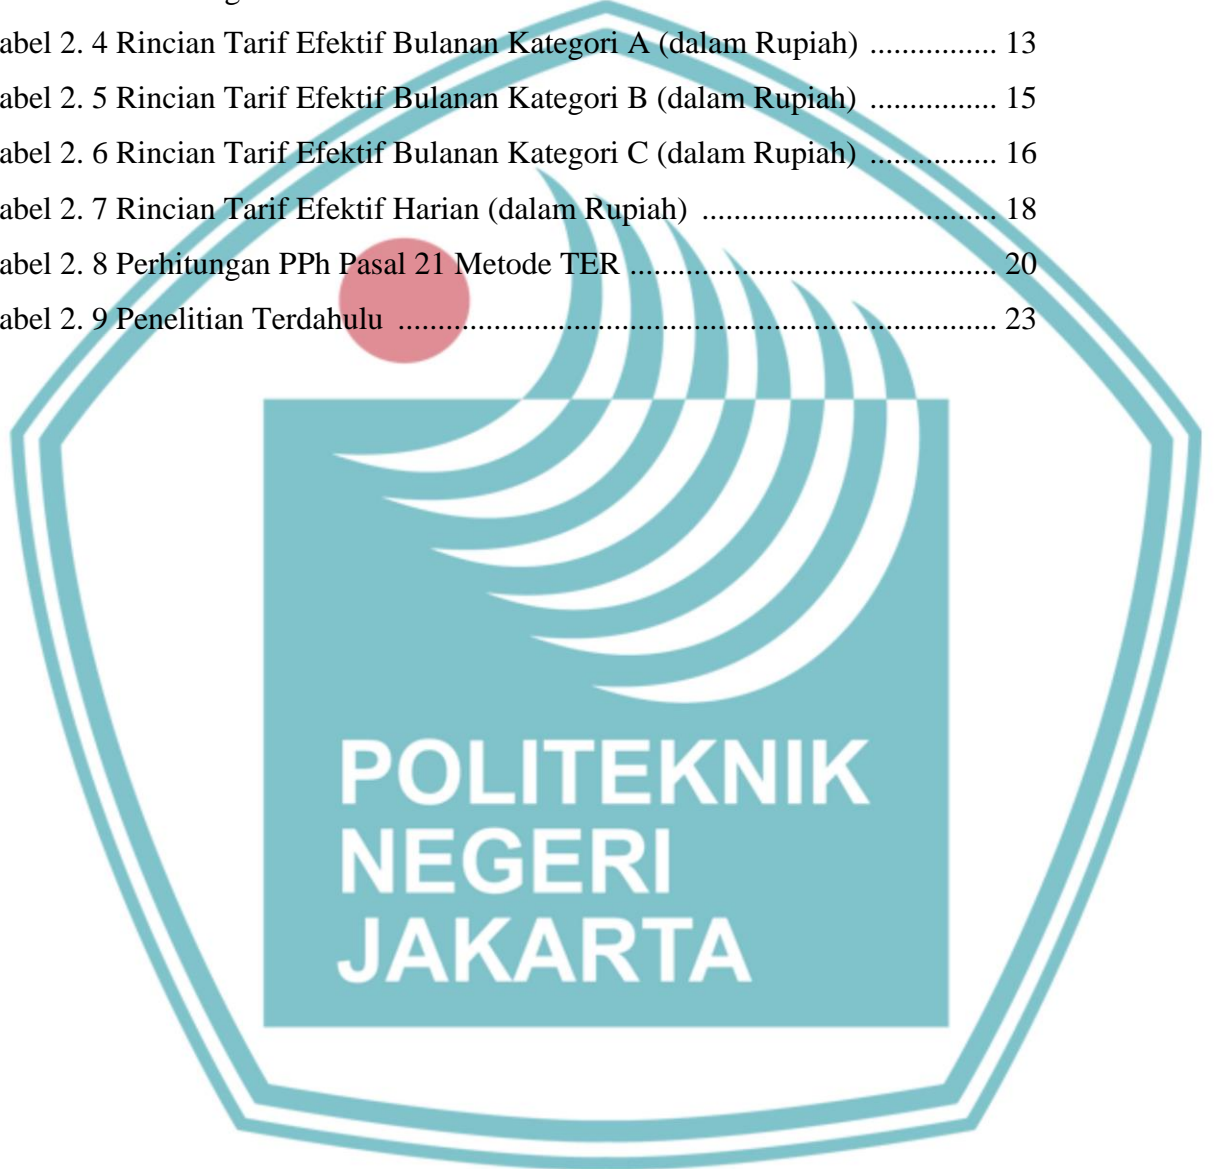 abel 2. 4 Rincian Tarif Efektif Bulanan Kategori A (dalam Rupiah) ................ 13
abel 2. 5 Rincian Tarif Efektif Bulanan Kategori B (dalam Rupiah) ................ 15
abel 2. 6 Rincian Tarif Efektif Bulanan Kategori C (dalam Rupiah) ................ 16
abel 2. 7 Rincian Tarif Efektif Harian (dalam Rupiah) ..................................... 18
abel 2. 8 Perhitungan PPh Pasal 21 Metode TER .............................................. 20
abel 2. 9 Penelitian Terdahulu ........................................................................... 23
POLITEKNIK
NEGERI
JAKARTA